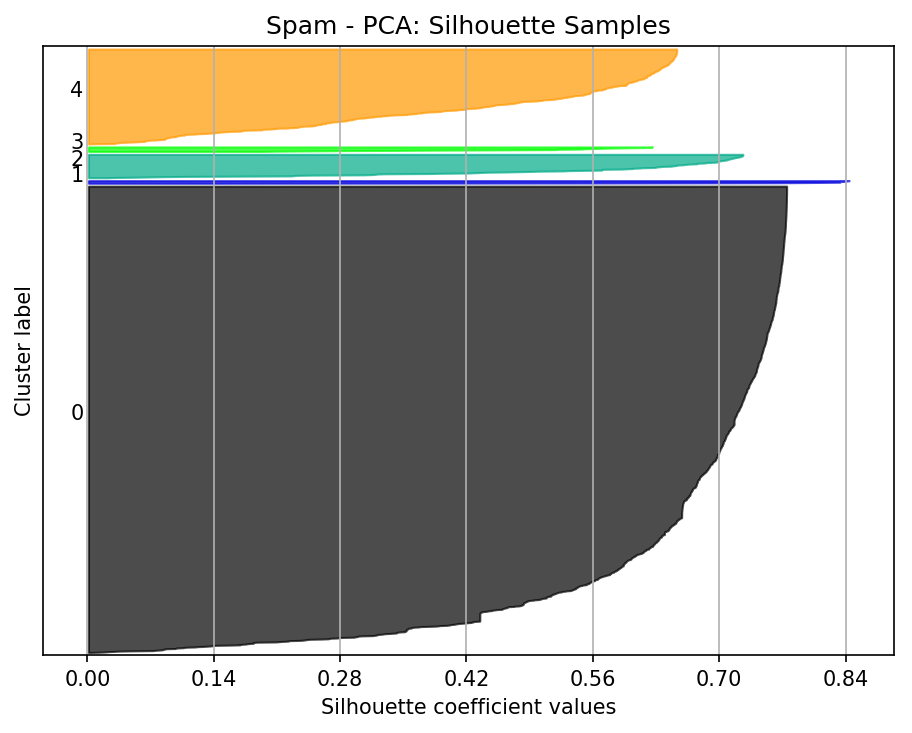 Spam - PCA: Silhouette Samples
4
3
2
1
0
Cluster label
0.00 0.14 0.28 0.42 0.56 0.70 0.84
Silhouette coefficient values